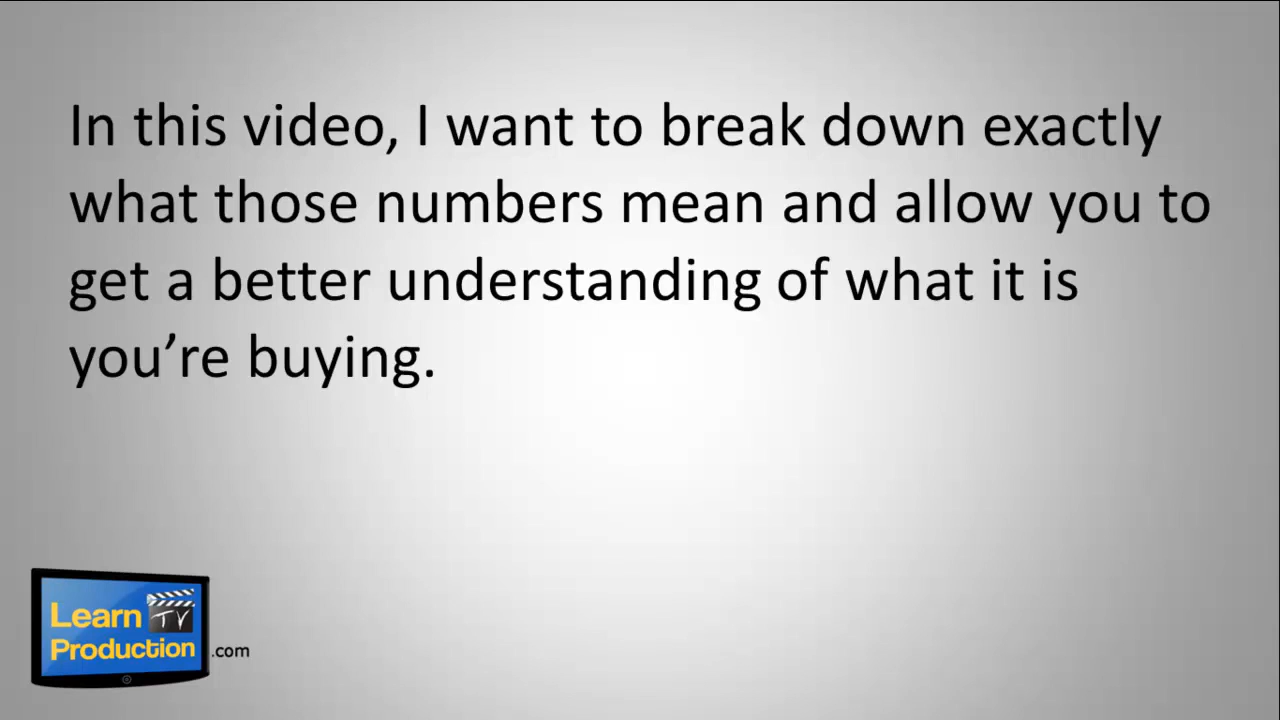 In this video, I want to break down exactly
what those numbers mean and allow you to
get a better understanding of what it is
you’re buying.
Learn TV
Production
.com